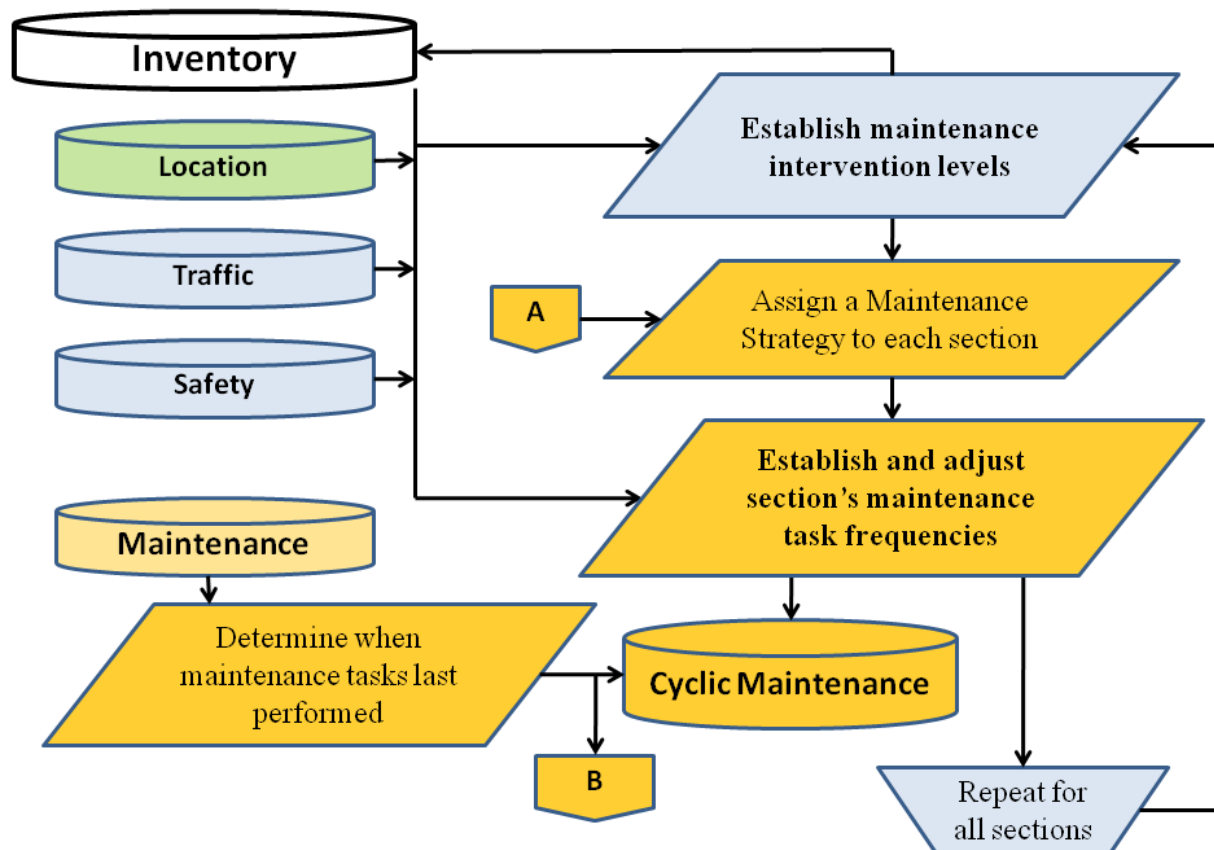 Inventory
Location
Traffic
Safety
Establish maintenance
intervention levels
A
Assign a Maintenance
Strategy to each section
Establish and adjust
section's maintenance
task frequencies
Maintenance
Determine when
maintenance tasks last
performed
Cyclic Maintenance
B
Repeat for
all sections